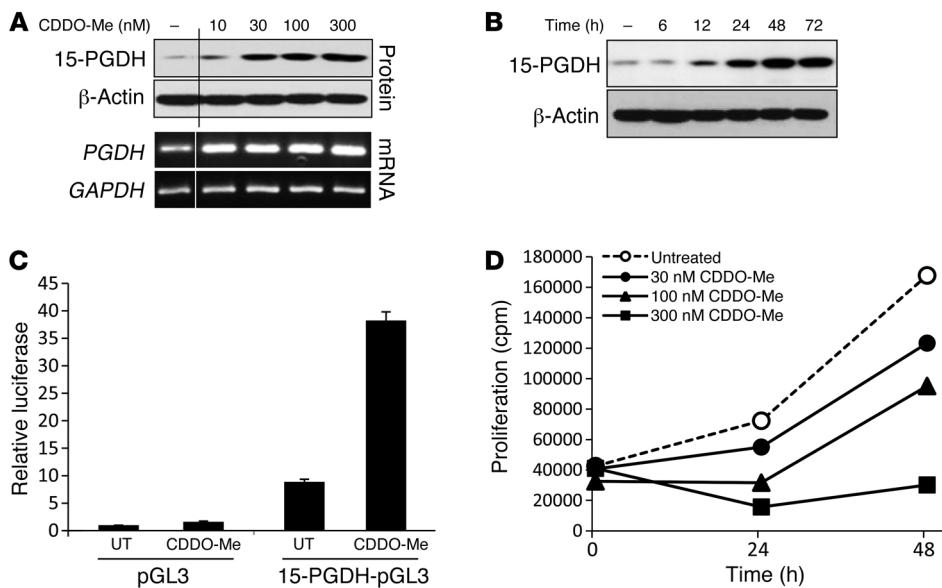 A
CDDO-Me (nM) – 10 30 100 300
15-PGDH
β-Actin
Protein
PGDH
GAPDH
mRNA
B
Time (h) – 6 12 24 48 72
15-PGDH
β-Actin
C
Relative luciferase
45
40
35
30
25
20
15
10
5
0
UT CDDO-Me UT CDDO-Me
pGL3 15-PGDH-pGL3
D
Proliferation (cpm)
180000
160000
140000
120000
100000
80000
60000
40000
20000
0
Untreated
30 nM CDDO-Me
100 nM CDDO-Me
300 nM CDDO-Me
0 24 48
Time (h)